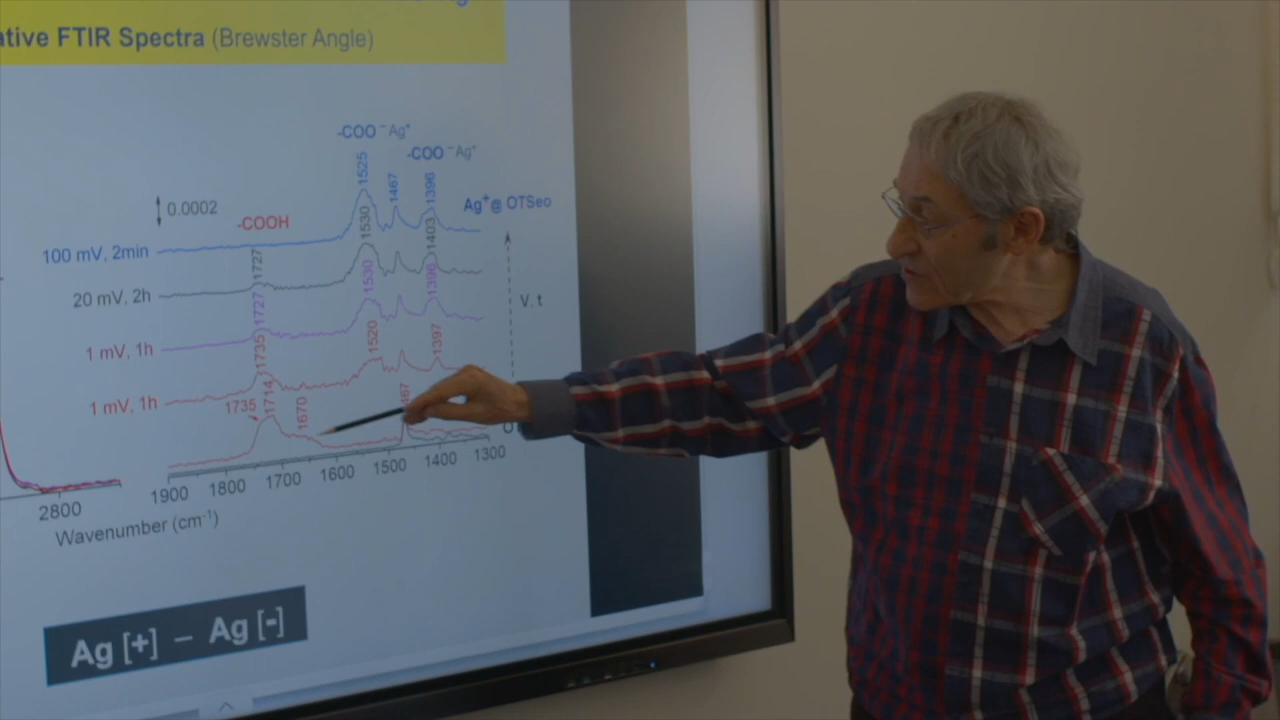 ative FTIR Spectra (Brewster Angle)
-COO⁻Ag⁺
-COO⁻Ag⁺
1525
1467
1396
0.0002
-COOH
Ag⁺@ OTSeo
100 mV, 2min
1727
1530
1403
20 mV, 2h
1727
1530
1396
V, t
1 mV, 1h
1735
1520
1397
1 mV, 1h
1735
1714
1670
467
1900 1800 1700 1600 1500 1400 1300
2800
Wavenumber (cm⁻¹)
Ag [+] – Ag [-]